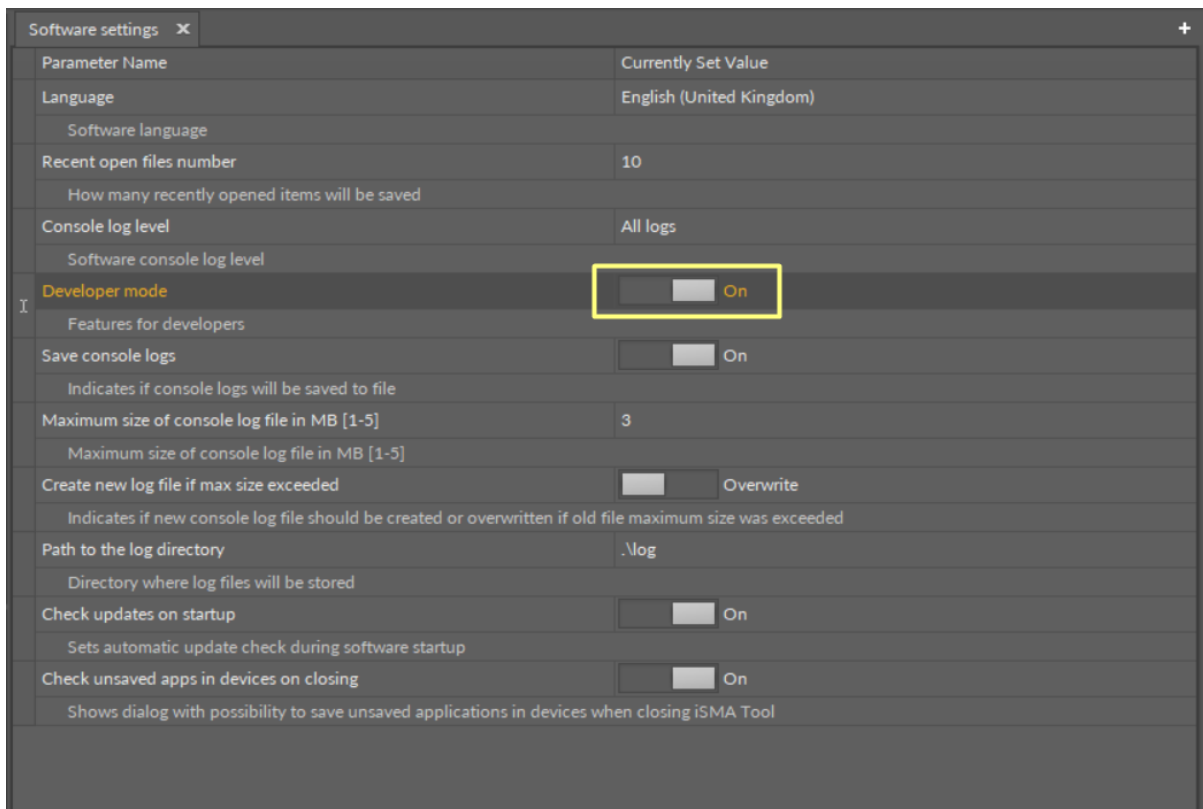 Software settings
Parameter Name Currently Set Value
Language English (United Kingdom)
Software language
Recent open files number 10
How many recently opened items will be saved
Console log level All logs
Software console log level
Developer mode On
Features for developers
Save console logs On
Indicates if console logs will be saved to file
Maximum size of console log file in MB [1-5] 3
Maximum size of console log file in MB [1-5]
Create new log file if max size exceeded Overwrite
Indicates if new console log file should be created or overwritten if old file maximum size was exceeded
Path to the log directory .\log
Directory where log files will be stored
Check updates on startup On
Sets automatic update check during software startup
Check unsaved apps in devices on closing On
Shows dialog with possibility to save unsaved applications in devices when closing iSMA Tool